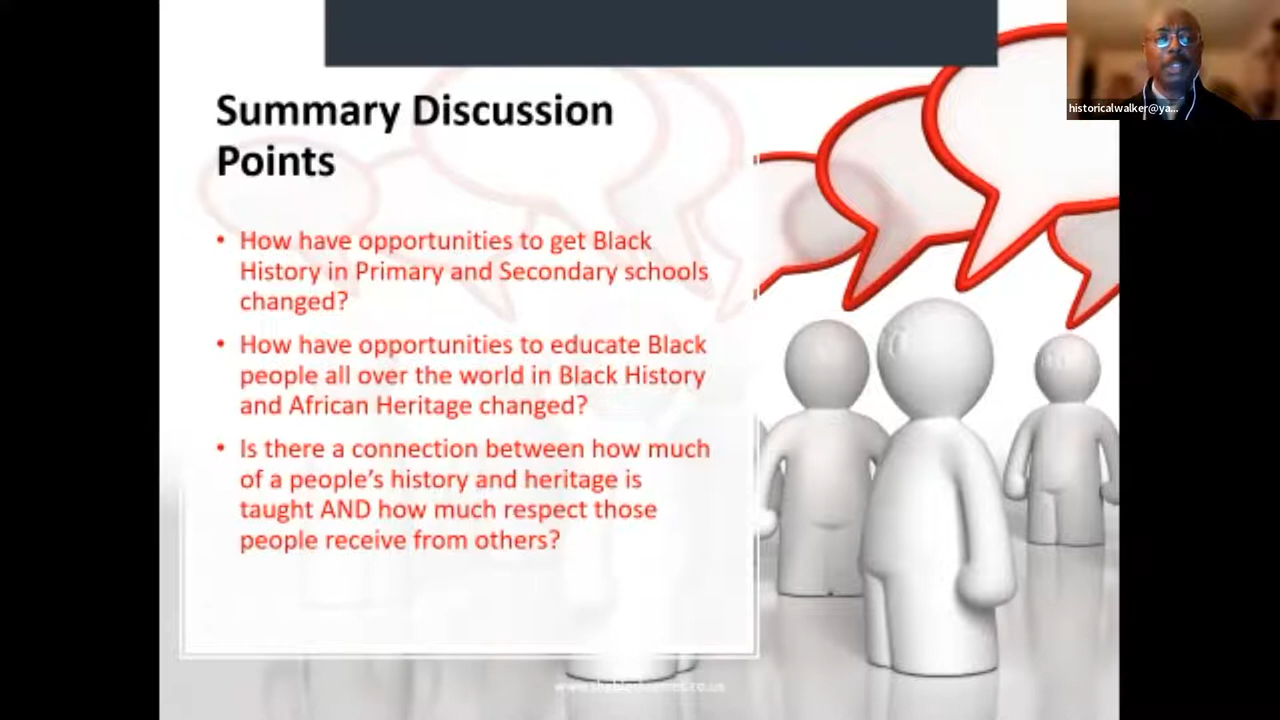 Summary Discussion
Points
• How have opportunities to get Black
History in Primary and Secondary schools
changed?
• How have opportunities to educate Black
people all over the world in Black History
and African Heritage changed?
• Is there a connection between how much
of a people's history and heritage is
taught AND how much respect those
people receive from others?
historicalwalker@ya...